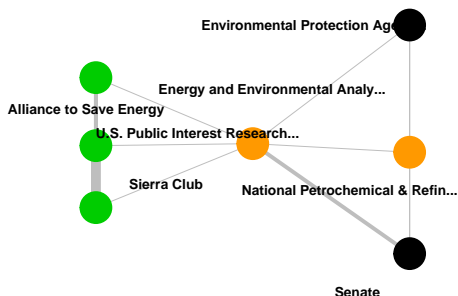 Environmental Protection Age
Energy and Environmental Analy...
Alliance to Save Energy
U.S. Public Interest Research...
Sierra Club
National Petrochemical & Refin...
Senate